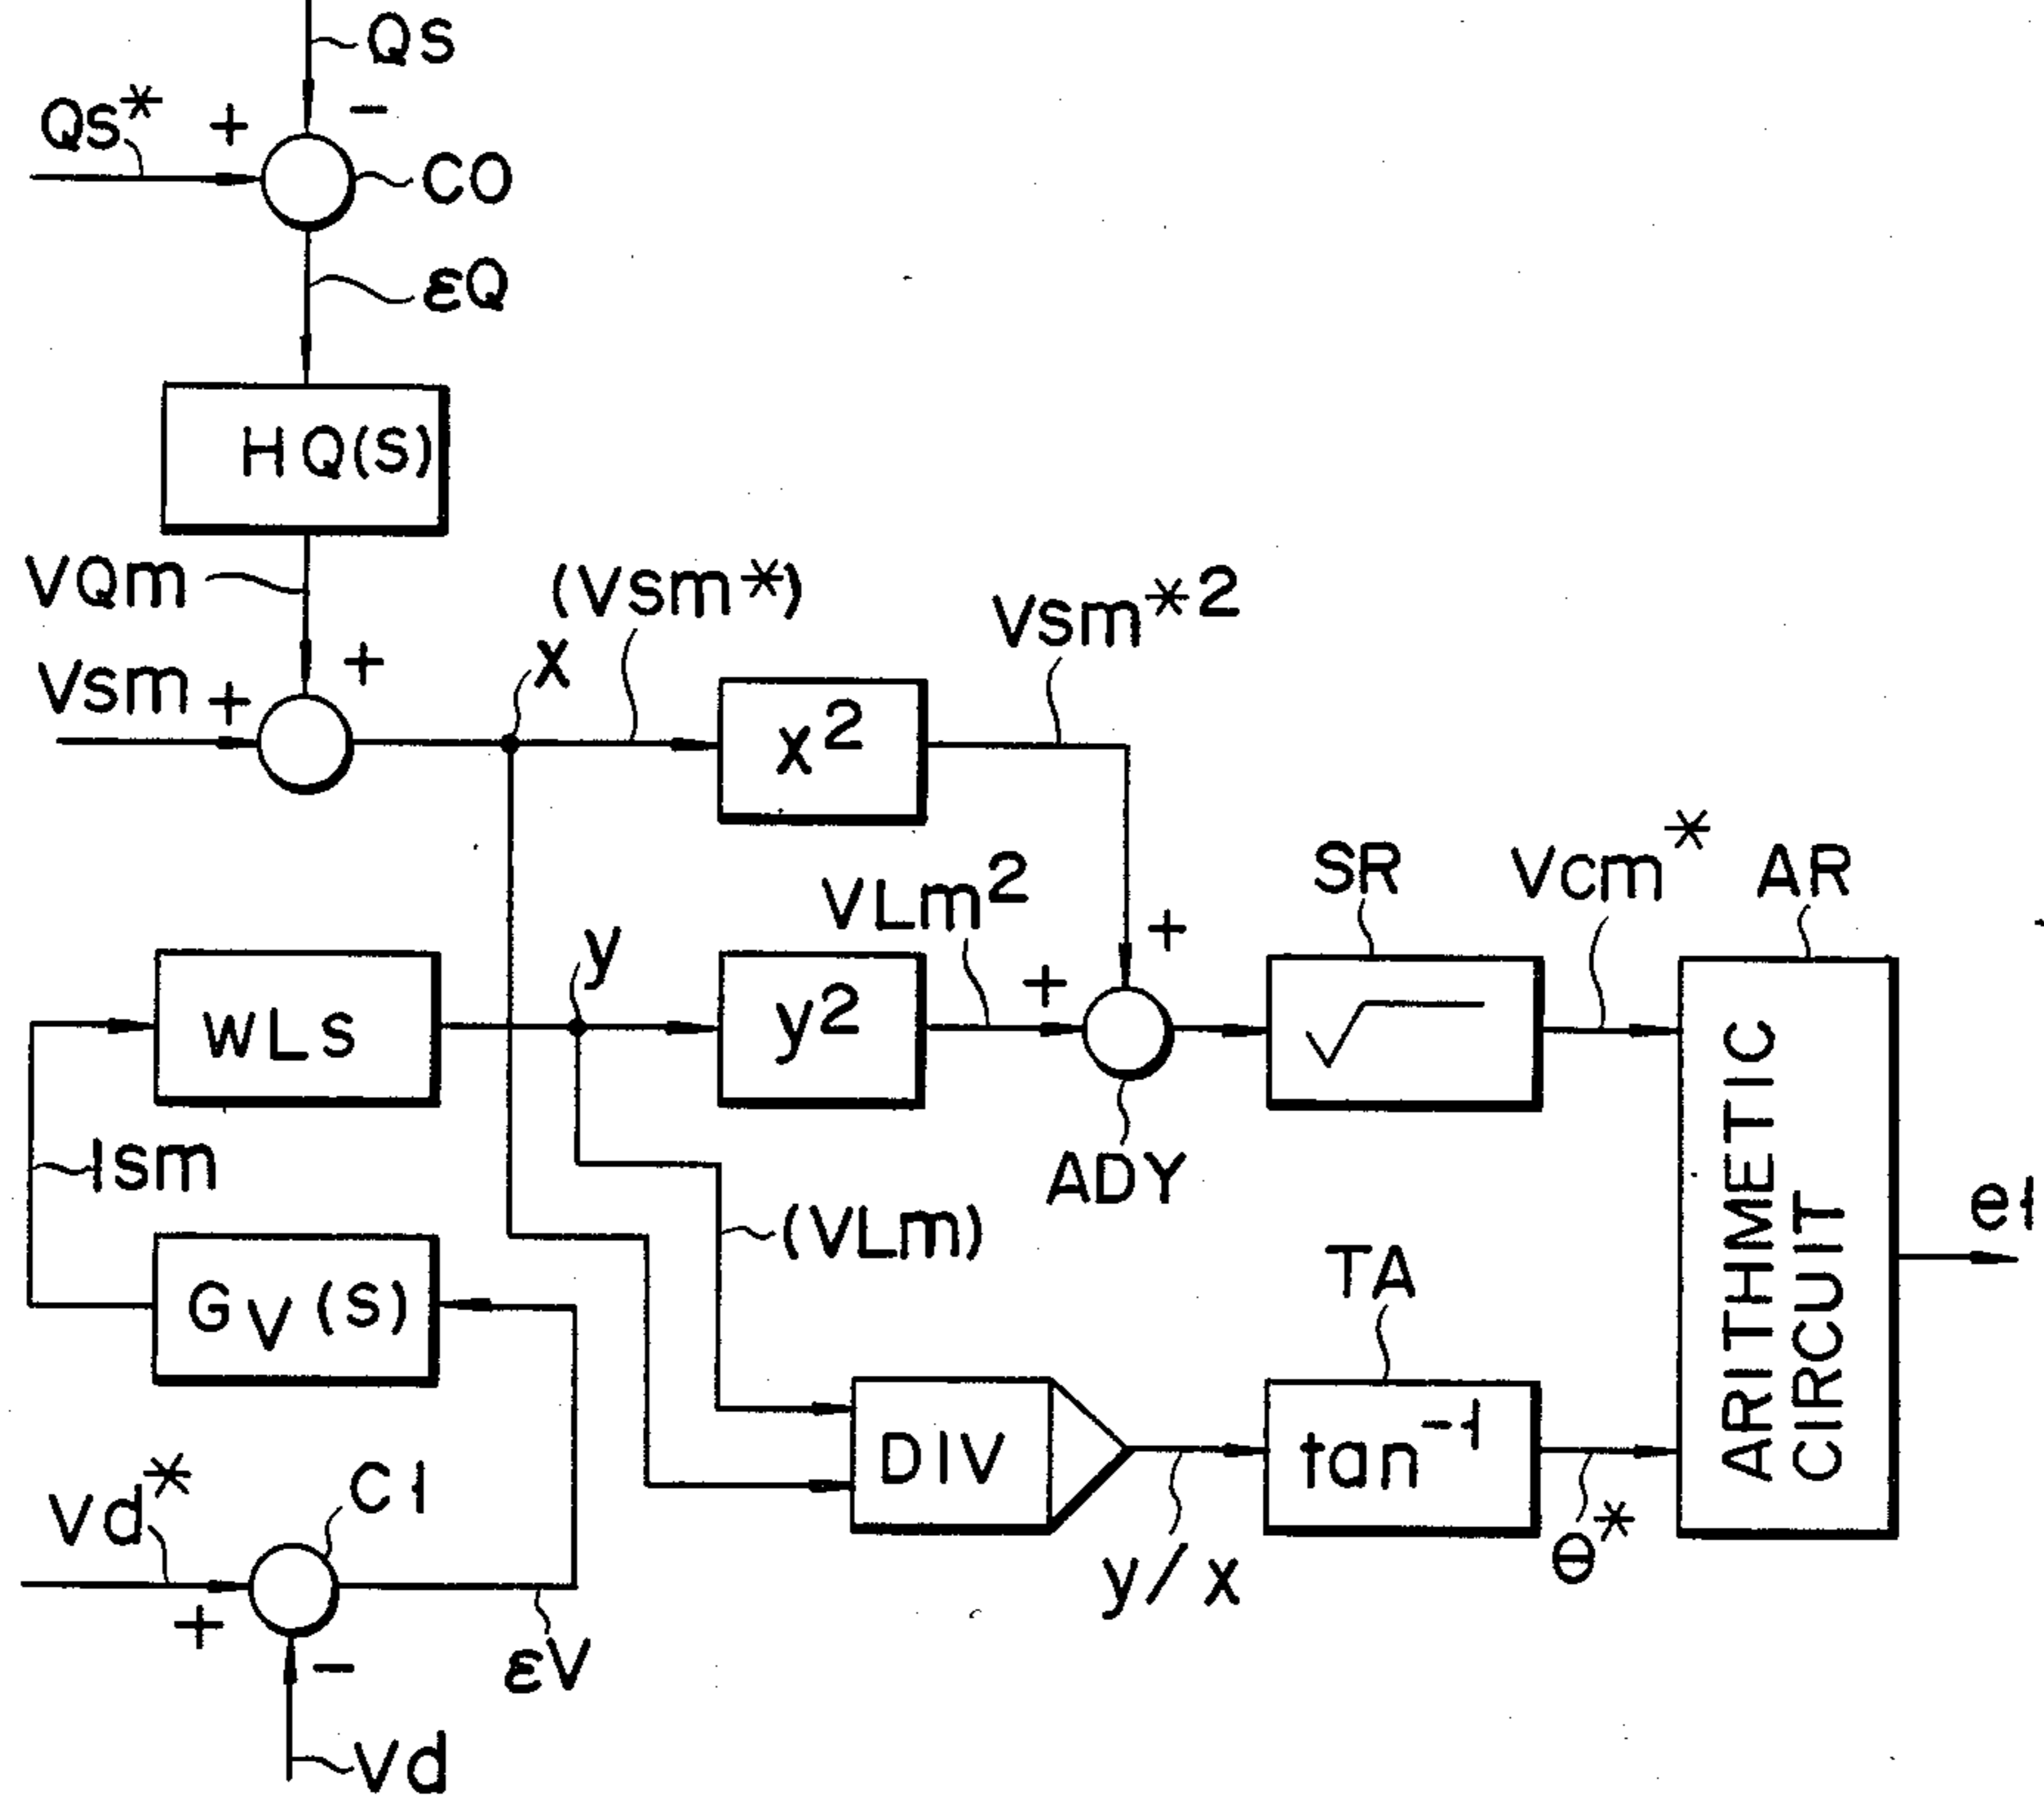 Qs
Qs*
+
-
CO
εQ
HQ(S)
VQm
(Vsm*)
Vsm*2
Vsm
+
+
x
x2
SR
Vcm*
AR
VLm2
+
y
+
WLs
y2
√
ARITHMETIC
CIRCUIT
Ism
ADY
(VLm)
e1
TA
Gv(S)
DIV
tan-1
Vd*
C1
y/x
θ*
+
-
εV
Vd